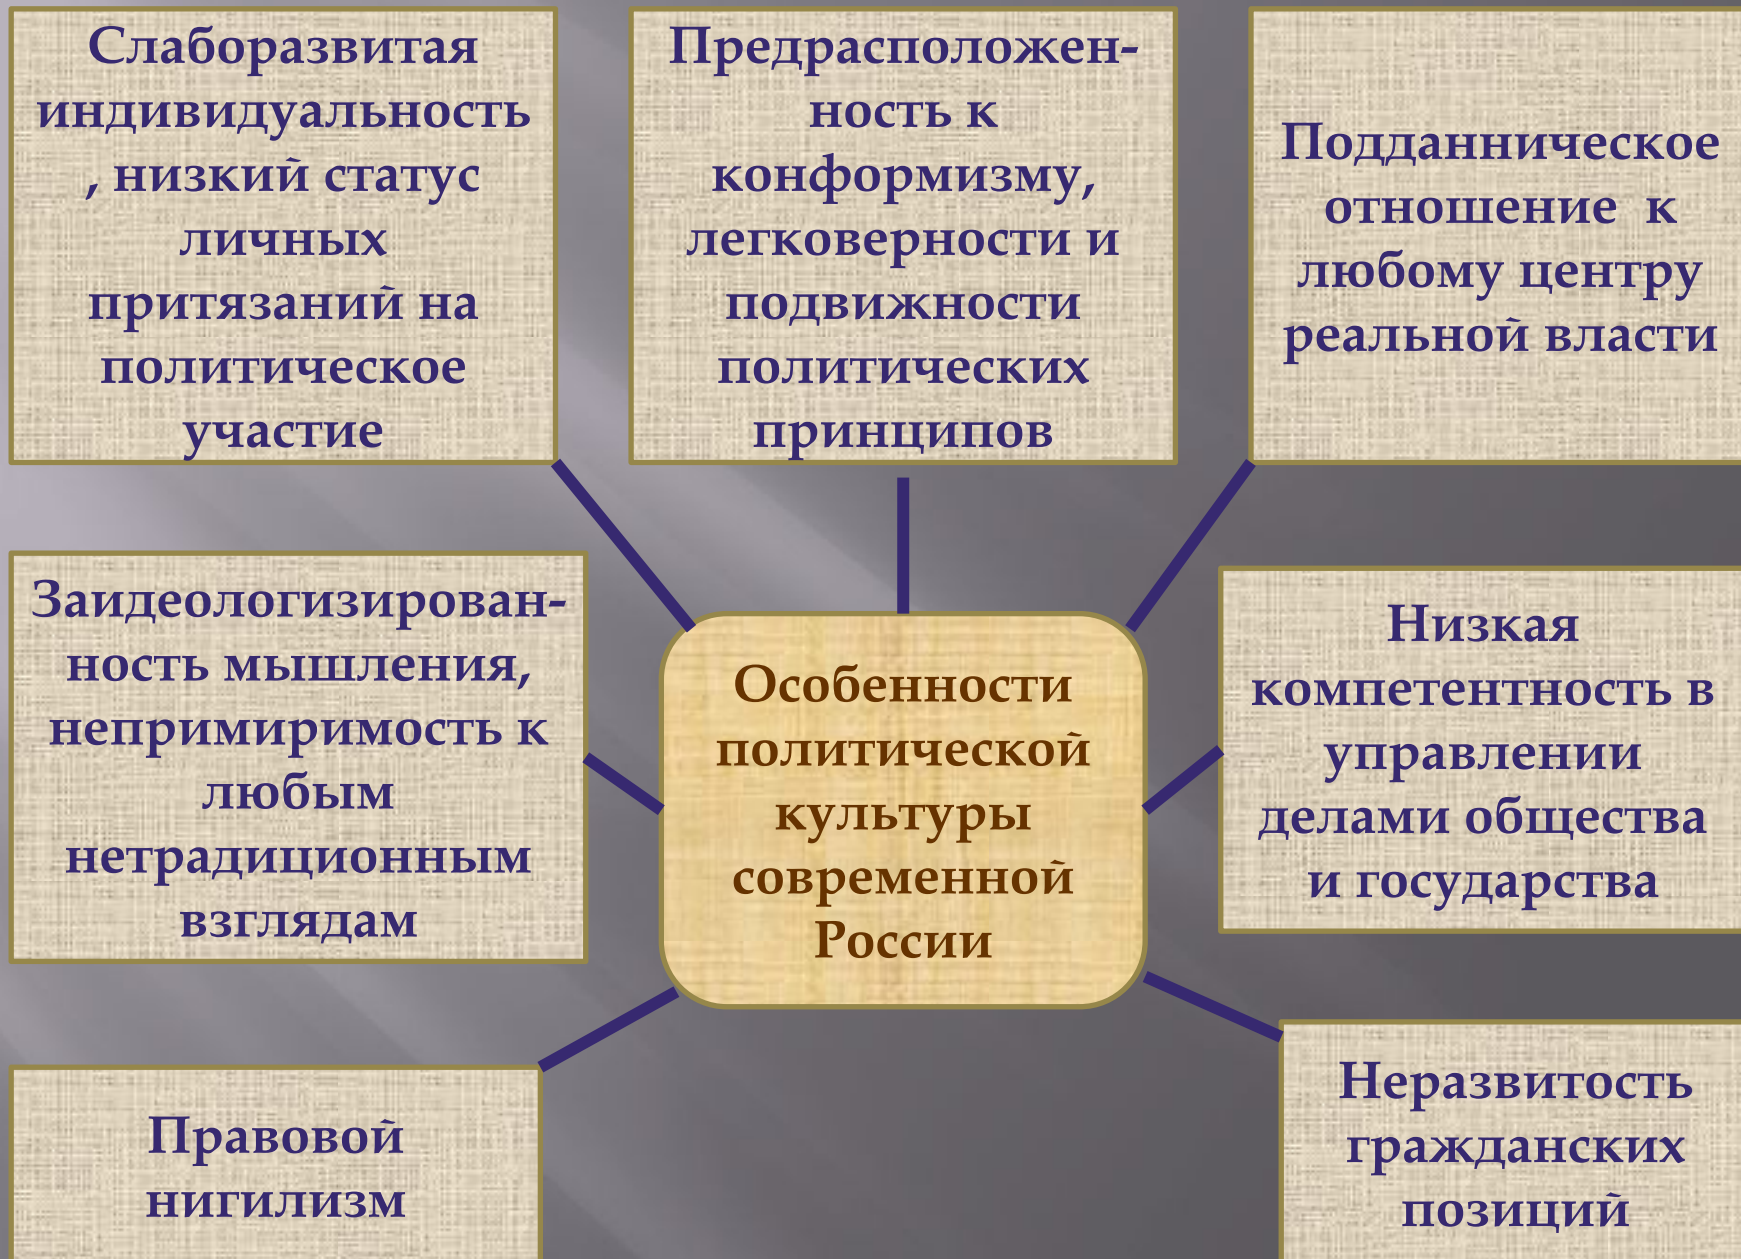 Слаборазвитая
индивидуальность
, низкий статус
личных
притязаний на
политическое
участие
Предрасположен-
ность к
конформизму,
легковерности и
подвижности
политических
принципов
Подданническое
отношение к
любому центру
реальной власти
Заидеологизирован-
ность мышления,
непримиримость к
любым
нетрадиционным
взглядам
Особенности
политической
культуры
современной
России
Низкая
компетентность в
управлении
делами общества
и государства
Правовой
нигилизм
Неразвитость
гражданских
позиций